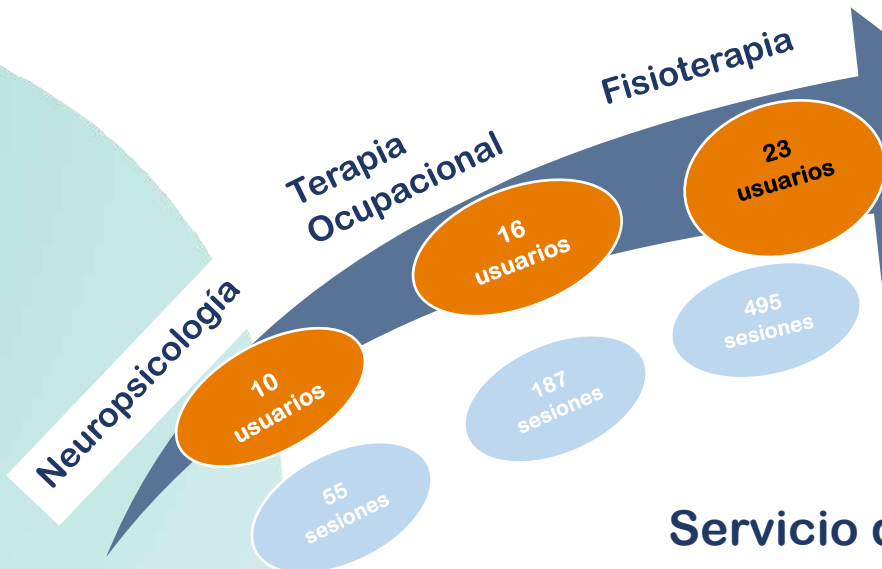 Fisioterapia
23
usuarios
495
sesiones
Terapia
Ocupacional
16
usuarios
187
sesiones
Neuropsicología
10
usuarios
55
sesiones
Servicio